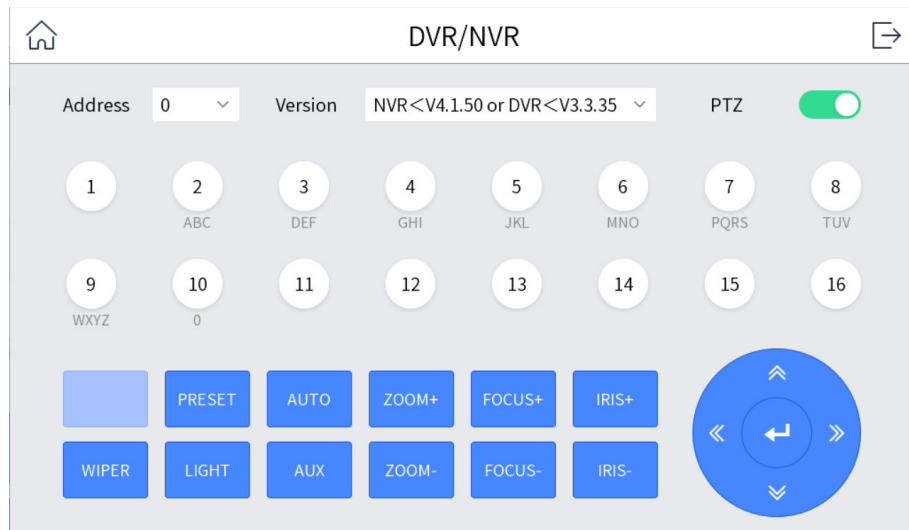 DVR/NVR
Address 0 Version NVR<V4.1.50 or DVR<V3.3.35 PTZ
1 2 3 4 5 6 7 8
ABC DEF GHI JKL MNO PQRS TUV
9 10 11 12 13 14 15 16
WXYZ 0
PRESET AUTO ZOOM+ FOCUS+ IRIS+
WIPER LIGHT AUX ZOOM- FOCUS- IRIS-